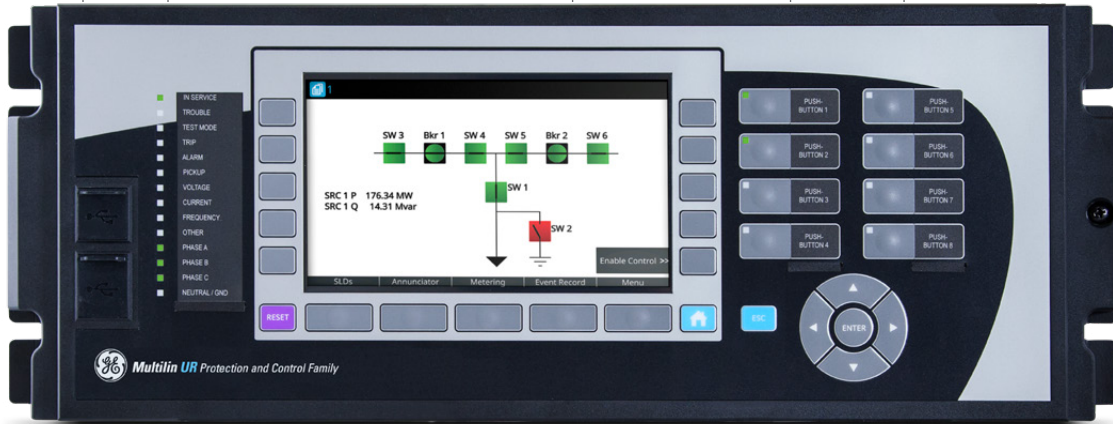 IN SERVICE
TROUBLE
TEST MODE
TRIP
ALARM
PICKUP
VOLTAGE
CURRENT
FREQUENCY
OTHER
PHASE A
PHASE B
PHASE C
NEUTRAL / GND
1
SW 3 Bkr 1 SW 4 SW 5 Bkr 2 SW 6
SW 1
SRC 1 P 176.34 MW
SRC 1 Q 14.31 Mvar
SW 2
Enable Control >>
SLDs Annunciator Metering Event Record Menu
RESET
PUSH-
BUTTON 1
PUSH-
BUTTON 5
PUSH-
BUTTON 2
PUSH-
BUTTON 6
PUSH-
BUTTON 3
PUSH-
BUTTON 7
PUSH-
BUTTON 4
PUSH-
BUTTON 8
ESC
ENTER
GE Multilin UR Protection and Control Family